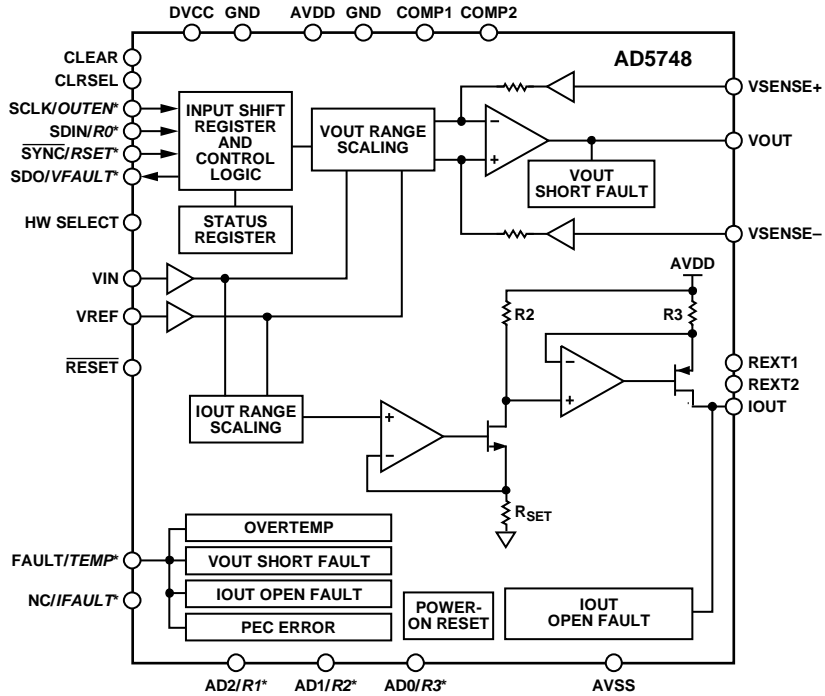 DVCC GND AVDD GND COMP1 COMP2
AD5748
CLEAR
CLRSEL
SCLK/OUTEN*
SDIN/R0*
SYNC/RSET*
SDO/VFAULT*
HW SELECT
VIN
VREF
RESET
FAULT/TEMP*
NC/IFAULT*
INPUT SHIFT
REGISTER
AND
CONTROL
LOGIC
STATUS
REGISTER
VOUT RANGE
SCALING
–
+
VOUT
SHORT FAULT
VSENSE+
VOUT
VSENSE–
AVDD
R2
R3
REXT1
REXT2
IOUT
IOUT RANGE
SCALING
+
–
–
+
RSET
OVERTEMP
VOUT SHORT FAULT
IOUT OPEN FAULT
PEC ERROR
POWER-
ON RESET
IOUT
OPEN FAULT
AD2/R1* AD1/R2* AD0/R3* AVSS